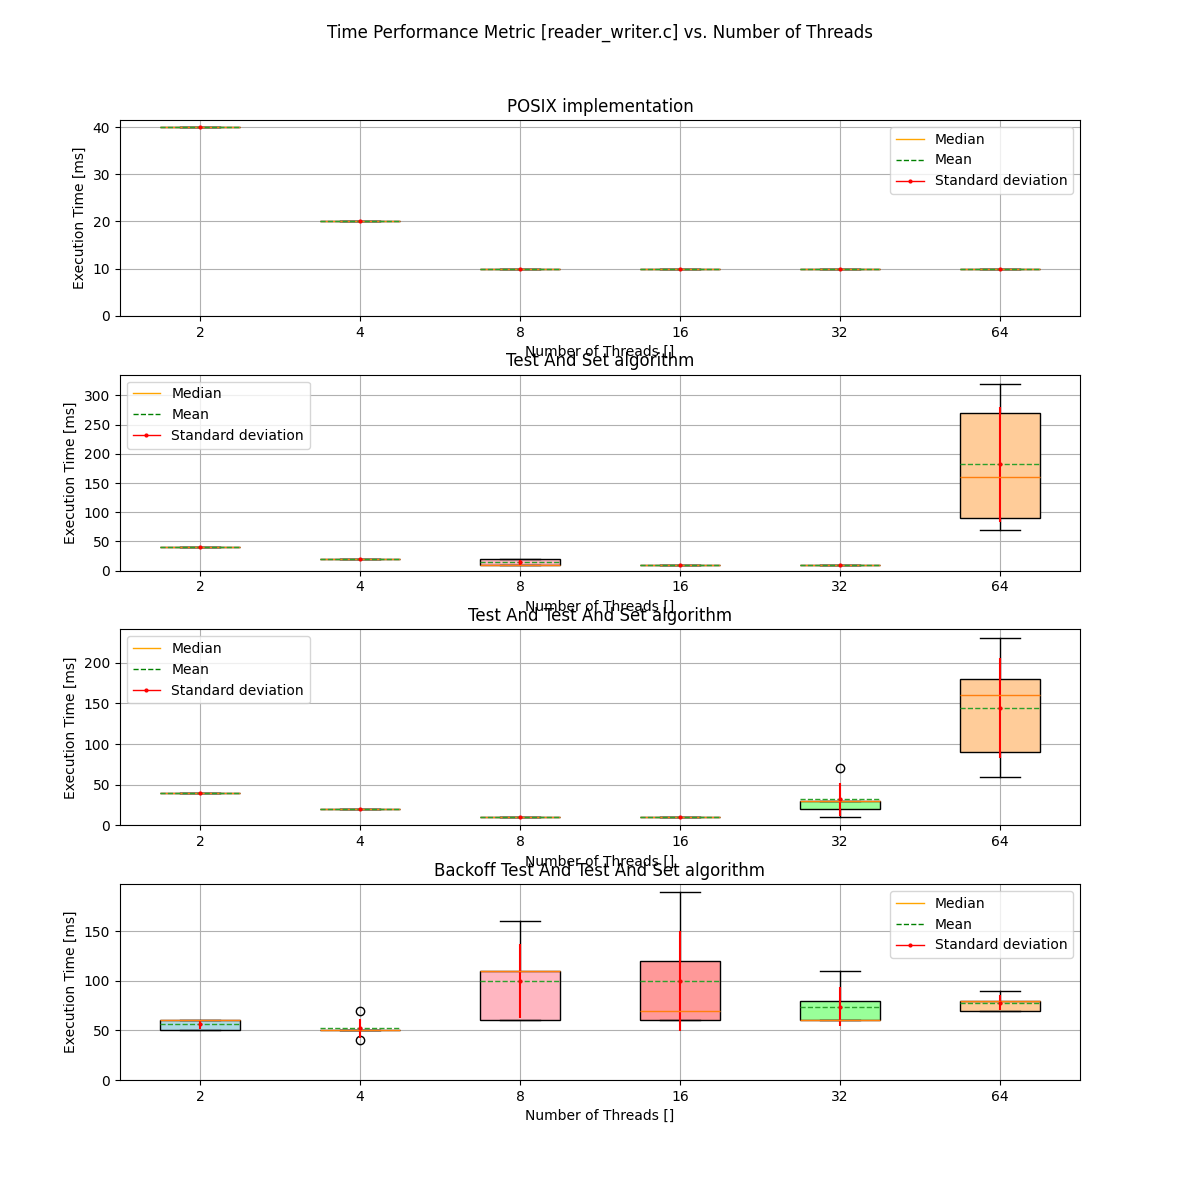 Time Performance Metric [reader_writer.c] vs. Number of Threads
POSIX implementation
Execution Time [ms]
40
30
20
10
0
Median
Mean
Standard deviation
2 4 8 16 32 64
Number of Threads []
Test And Set algorithm
Execution Time [ms]
300
250
200
150
100
50
0
Median
Mean
Standard deviation
2 4 8 16 32 64
Number of Threads []
Test And Test And Set algorithm
Execution Time [ms]
200
150
100
50
0
Median
Mean
Standard deviation
2 4 8 16 32 64
Number of Threads []
Backoff Test And Test And Set algorithm
Execution Time [ms]
150
100
50
0
Median
Mean
Standard deviation
2 4 8 16 32 64
Number of Threads []